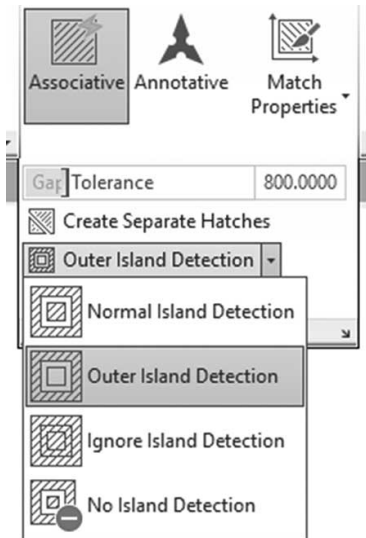 Associative Annotative Match
Properties
Gap Tolerance 800.0000
Create Separate Hatches
Outer Island Detection
Normal Island Detection
Outer Island Detection
Ignore Island Detection
No Island Detection